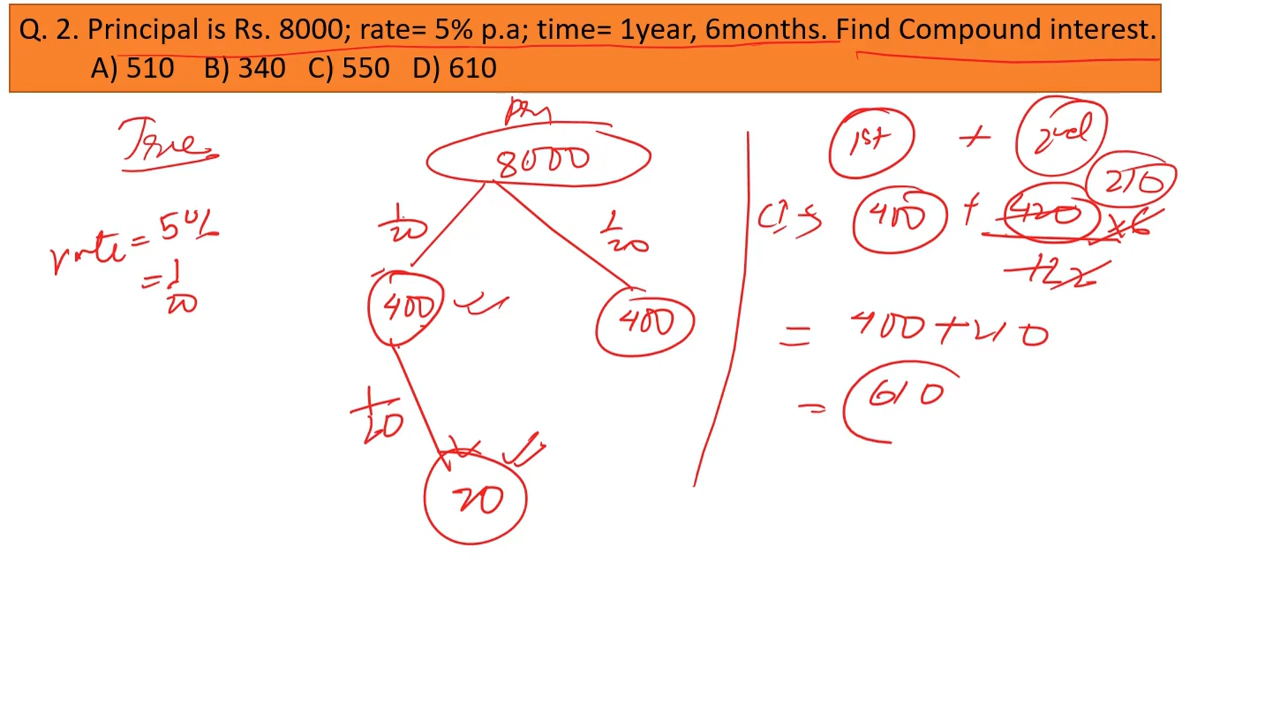 Q. 2. Principal is Rs. 8000; rate= 5% p.a; time= 1year, 6months. Find Compound interest.
A) 510 B) 340 C) 550 D) 610
Tree
rate = 5%
= 1/20
8000
1/20
1/20
400
400
1/20
20
1st + 2nd
CI → 400 + 420 × 6
12
210
= 400 + 210
= 610